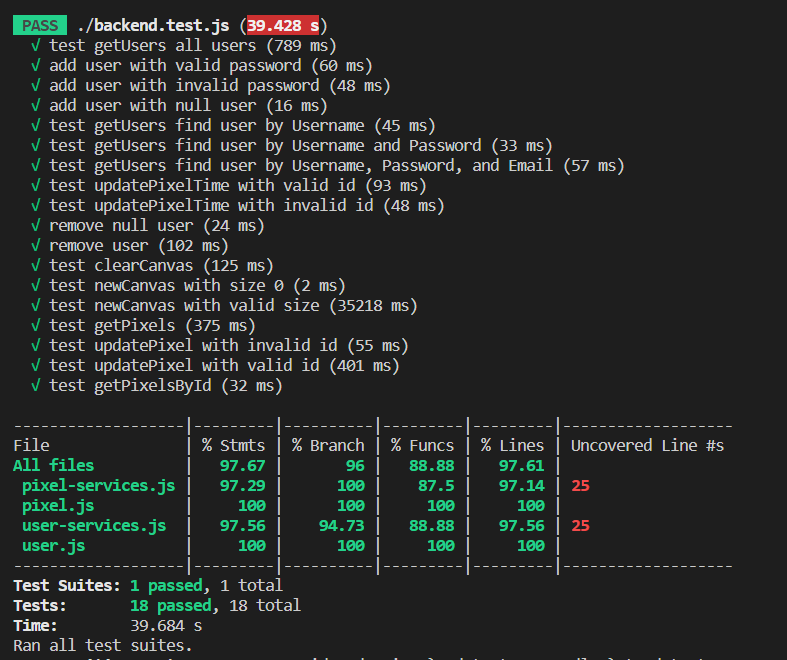 PASS ./backend.test.js (39.428 s)
√ test getUsers all users (789 ms)
√ add user with valid password (60 ms)
√ add user with invalid password (48 ms)
√ add user with null user (16 ms)
√ test getUsers find user by Username (45 ms)
√ test getUsers find user by Username and Password (33 ms)
√ test getUsers find user by Username, Password, and Email (57 ms)
√ test updatePixelTime with valid id (93 ms)
√ test updatePixelTime with invalid id (48 ms)
√ remove null user (24 ms)
√ remove user (102 ms)
√ test clearCanvas (125 ms)
√ test newCanvas with size 0 (2 ms)
√ test newCanvas with valid size (35218 ms)
√ test getPixels (375 ms)
√ test updatePixel with invalid id (55 ms)
√ test updatePixel with valid id (401 ms)
√ test getPixelsById (32 ms)
-------------------|---------|----------|---------|---------|-------------------
File               | % Stmts | % Branch | % Funcs | % Lines | Uncovered Line #s
All files          |   97.67 |       96 |   88.88 |   97.61 |
pixel-services.js |   97.29 |      100 |    87.5 |   97.14 | 25
pixel.js          |     100 |      100 |     100 |     100 |
user-services.js  |   97.56 |    94.73 |   88.88 |   97.56 | 25
user.js           |     100 |      100 |     100 |     100 |
-------------------|---------|----------|---------|---------|-------------------
Test Suites: 1 passed, 1 total
Tests:       18 passed, 18 total
Time:        39.684 s
Ran all test suites.